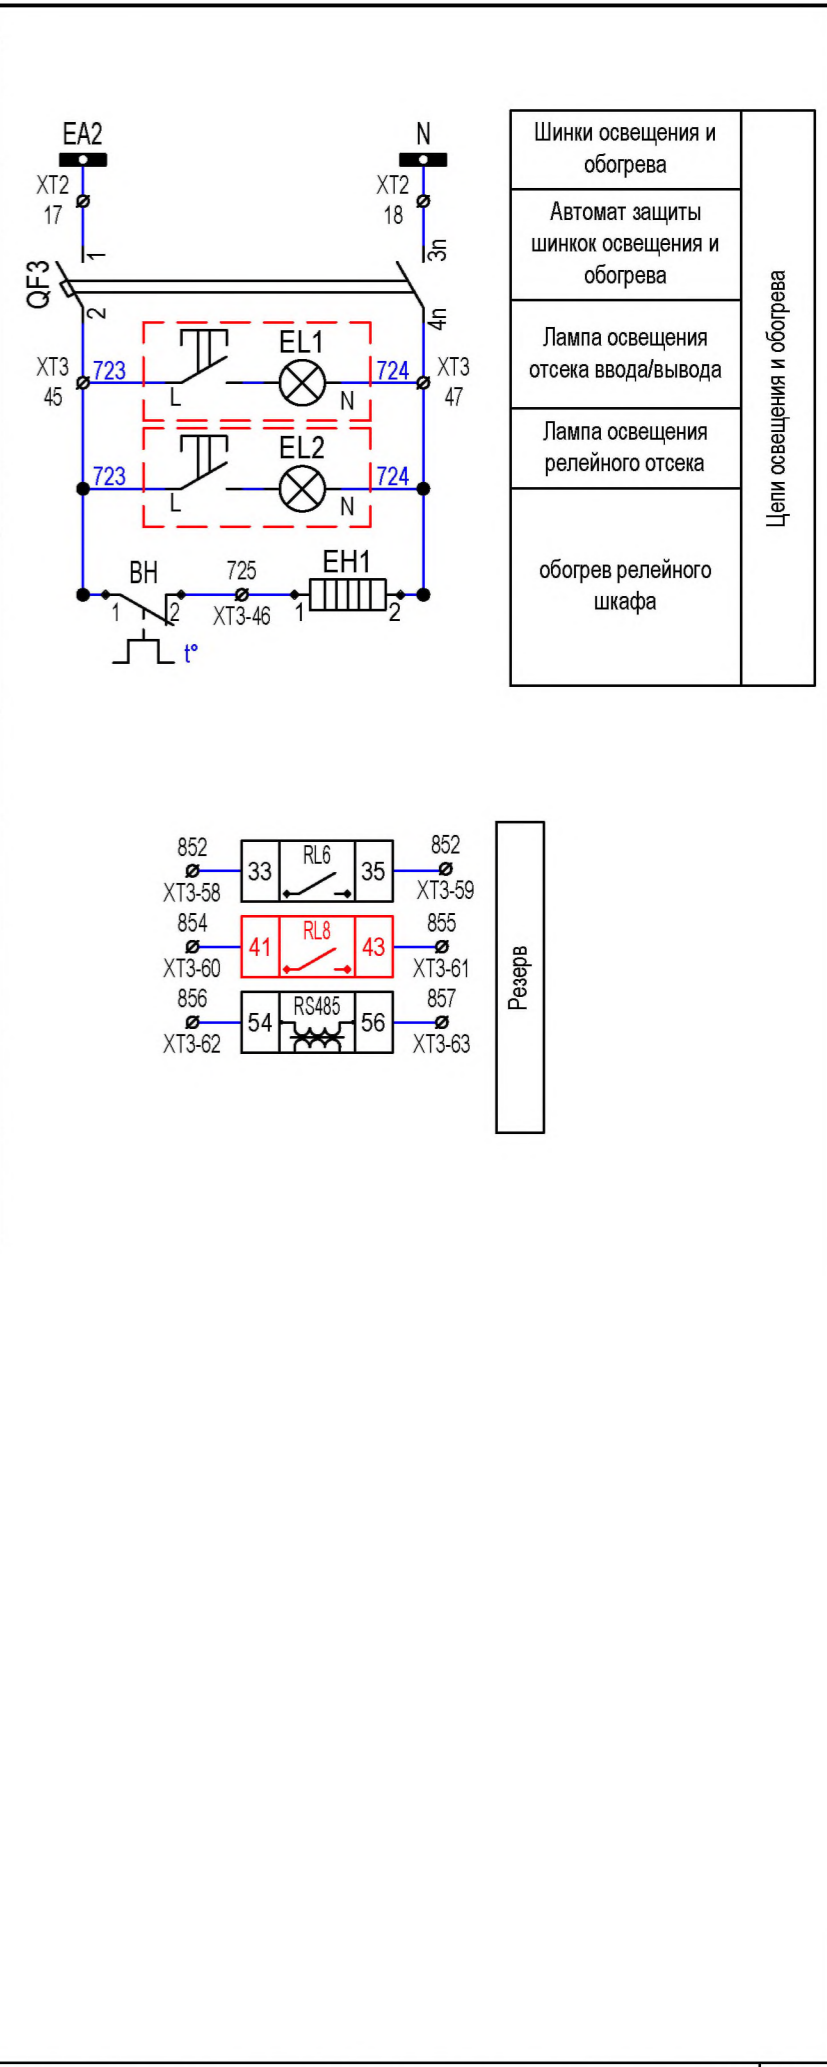 EA2
N
XT2
17
XT2
18
1
3п
QF3
2
4п
XT3
45
723
EL1
L
N
724
XT3
47
723
EL2
L
N
724
BH
1
2
725
XT3-46
EH1
1
2
t°
Шинки освещения и
обогрева
Автомат защиты
шинкок освещения и
обогрева
Лампа освещения
отсека ввода/вывода
Лампа освещения
релейного отсека
обогрев релейного
шкафа
Цепи освещения и обогрева
852
XT3-58
33
RL6
35
852
XT3-59
854
XT3-60
41
RL8
43
855
XT3-61
856
XT3-62
54
RS485
56
857
XT3-63
Резерв